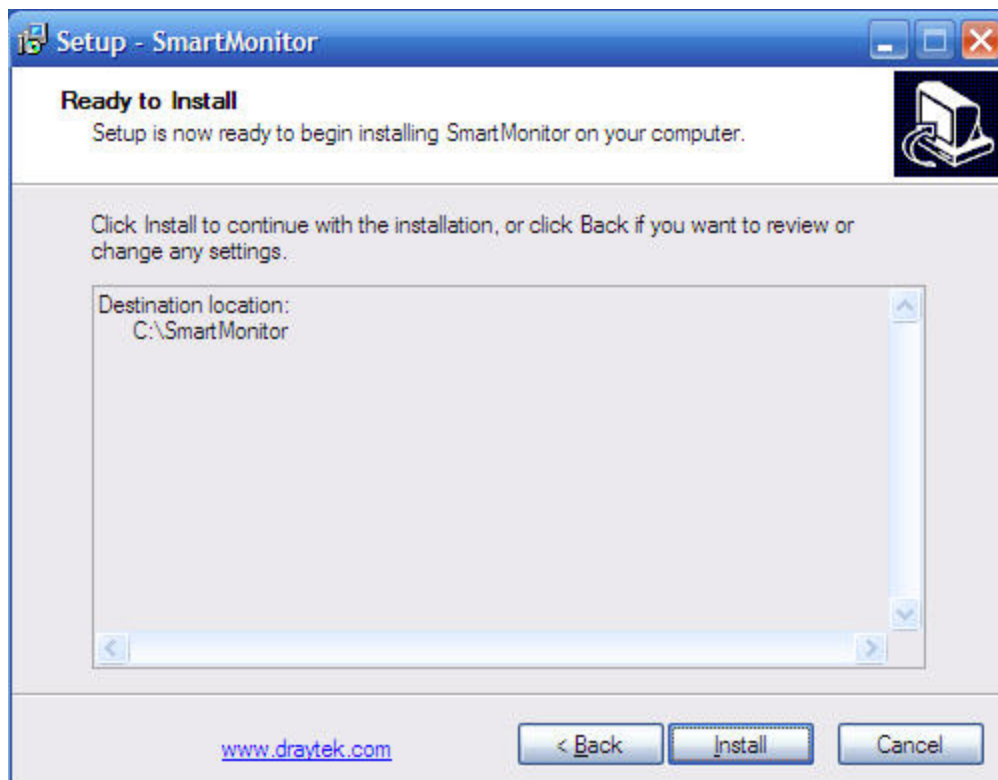 Setup - SmartMonitor
Ready to Install
Setup is now ready to begin installing SmartMonitor on your computer.
Click Install to continue with the installation, or click Back if you want to review or
change any settings.
Destination location:
C:\SmartMonitor
www.draytek.com
< Back
Install
Cancel